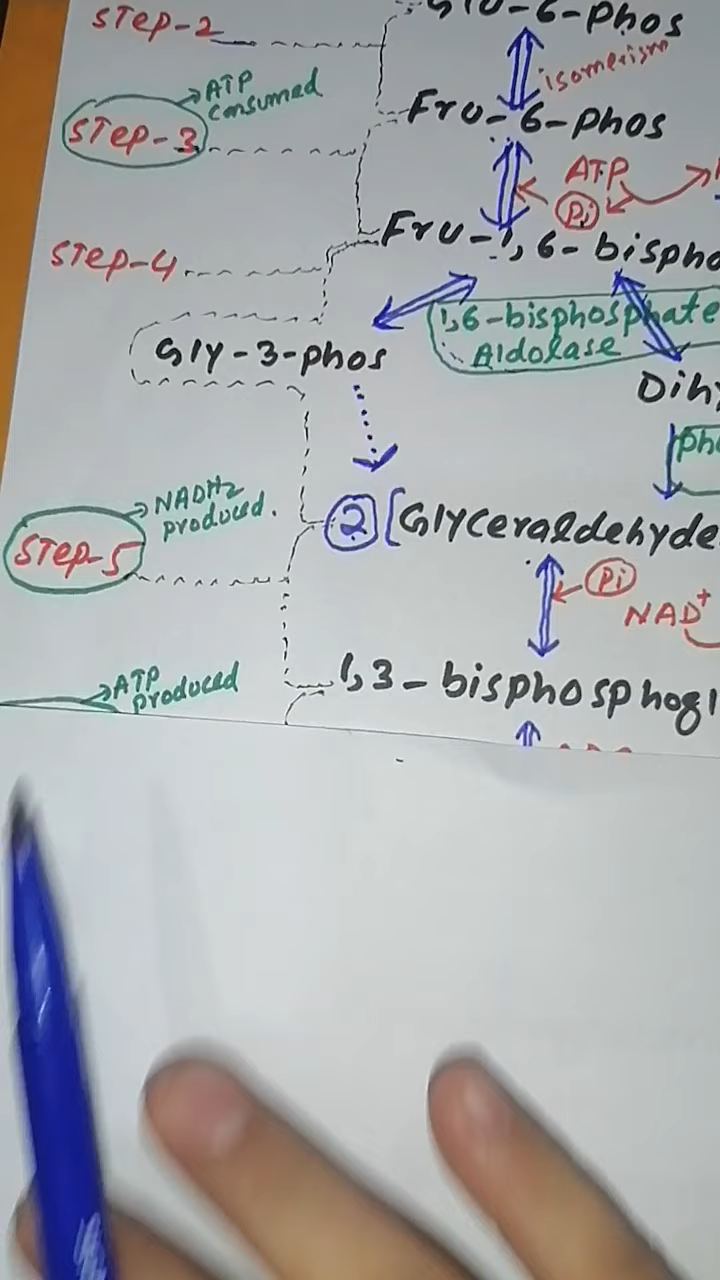 STep-2
Glu-6-phos
isomerism
ATP
consumed
STep-3
Fru-6-phos
ATP
Pi
Fru-1,6-bispho
STep-4
1,6-bisphosphate
Aldolase
Gly-3-phos
Dihy
pho
NADH2
produced.
STep-5
2 [Glyceraldehyde
Pi
NAD+
ATP
produced
1,3-bisphosphogl